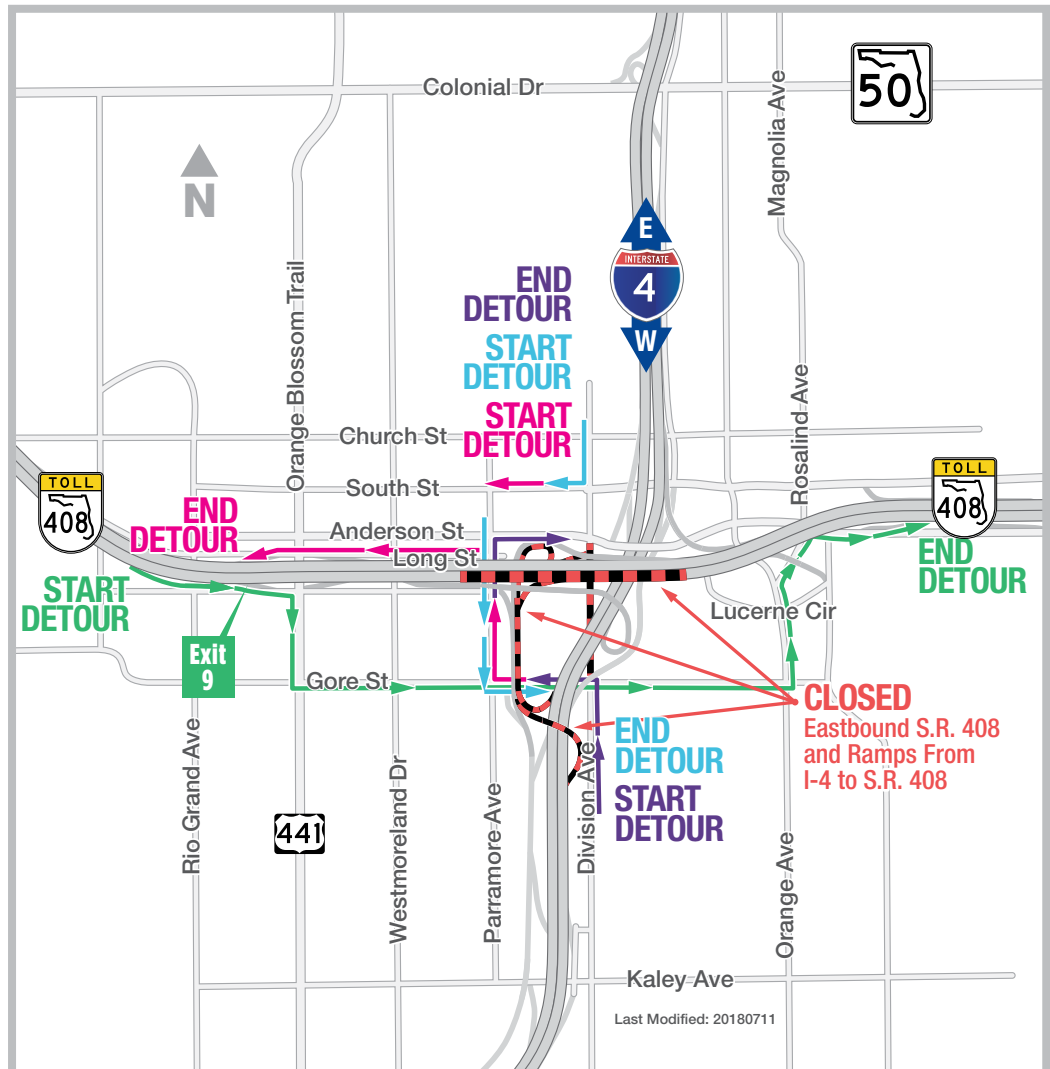 Colonial Dr
50
Magnolia Ave
N
E
INTERSTATE
4
W
END
DETOUR
START
DETOUR
START
DETOUR
Orange Blossom Trail
Church St
Rosalind Ave
South St
TOLL
408
TOLL
408
END
DETOUR
Anderson St
Long St
END
DETOUR
START
DETOUR
Lucerne Cir
Exit
9
Gore St
CLOSED
Eastbound S.R. 408
and Ramps From
I-4 to S.R. 408
END
DETOUR
START
DETOUR
Rio Grand Ave
441
Westmoreland Dr
Parramore Ave
Division Ave
Orange Ave
Kaley Ave
Last Modified: 20180711